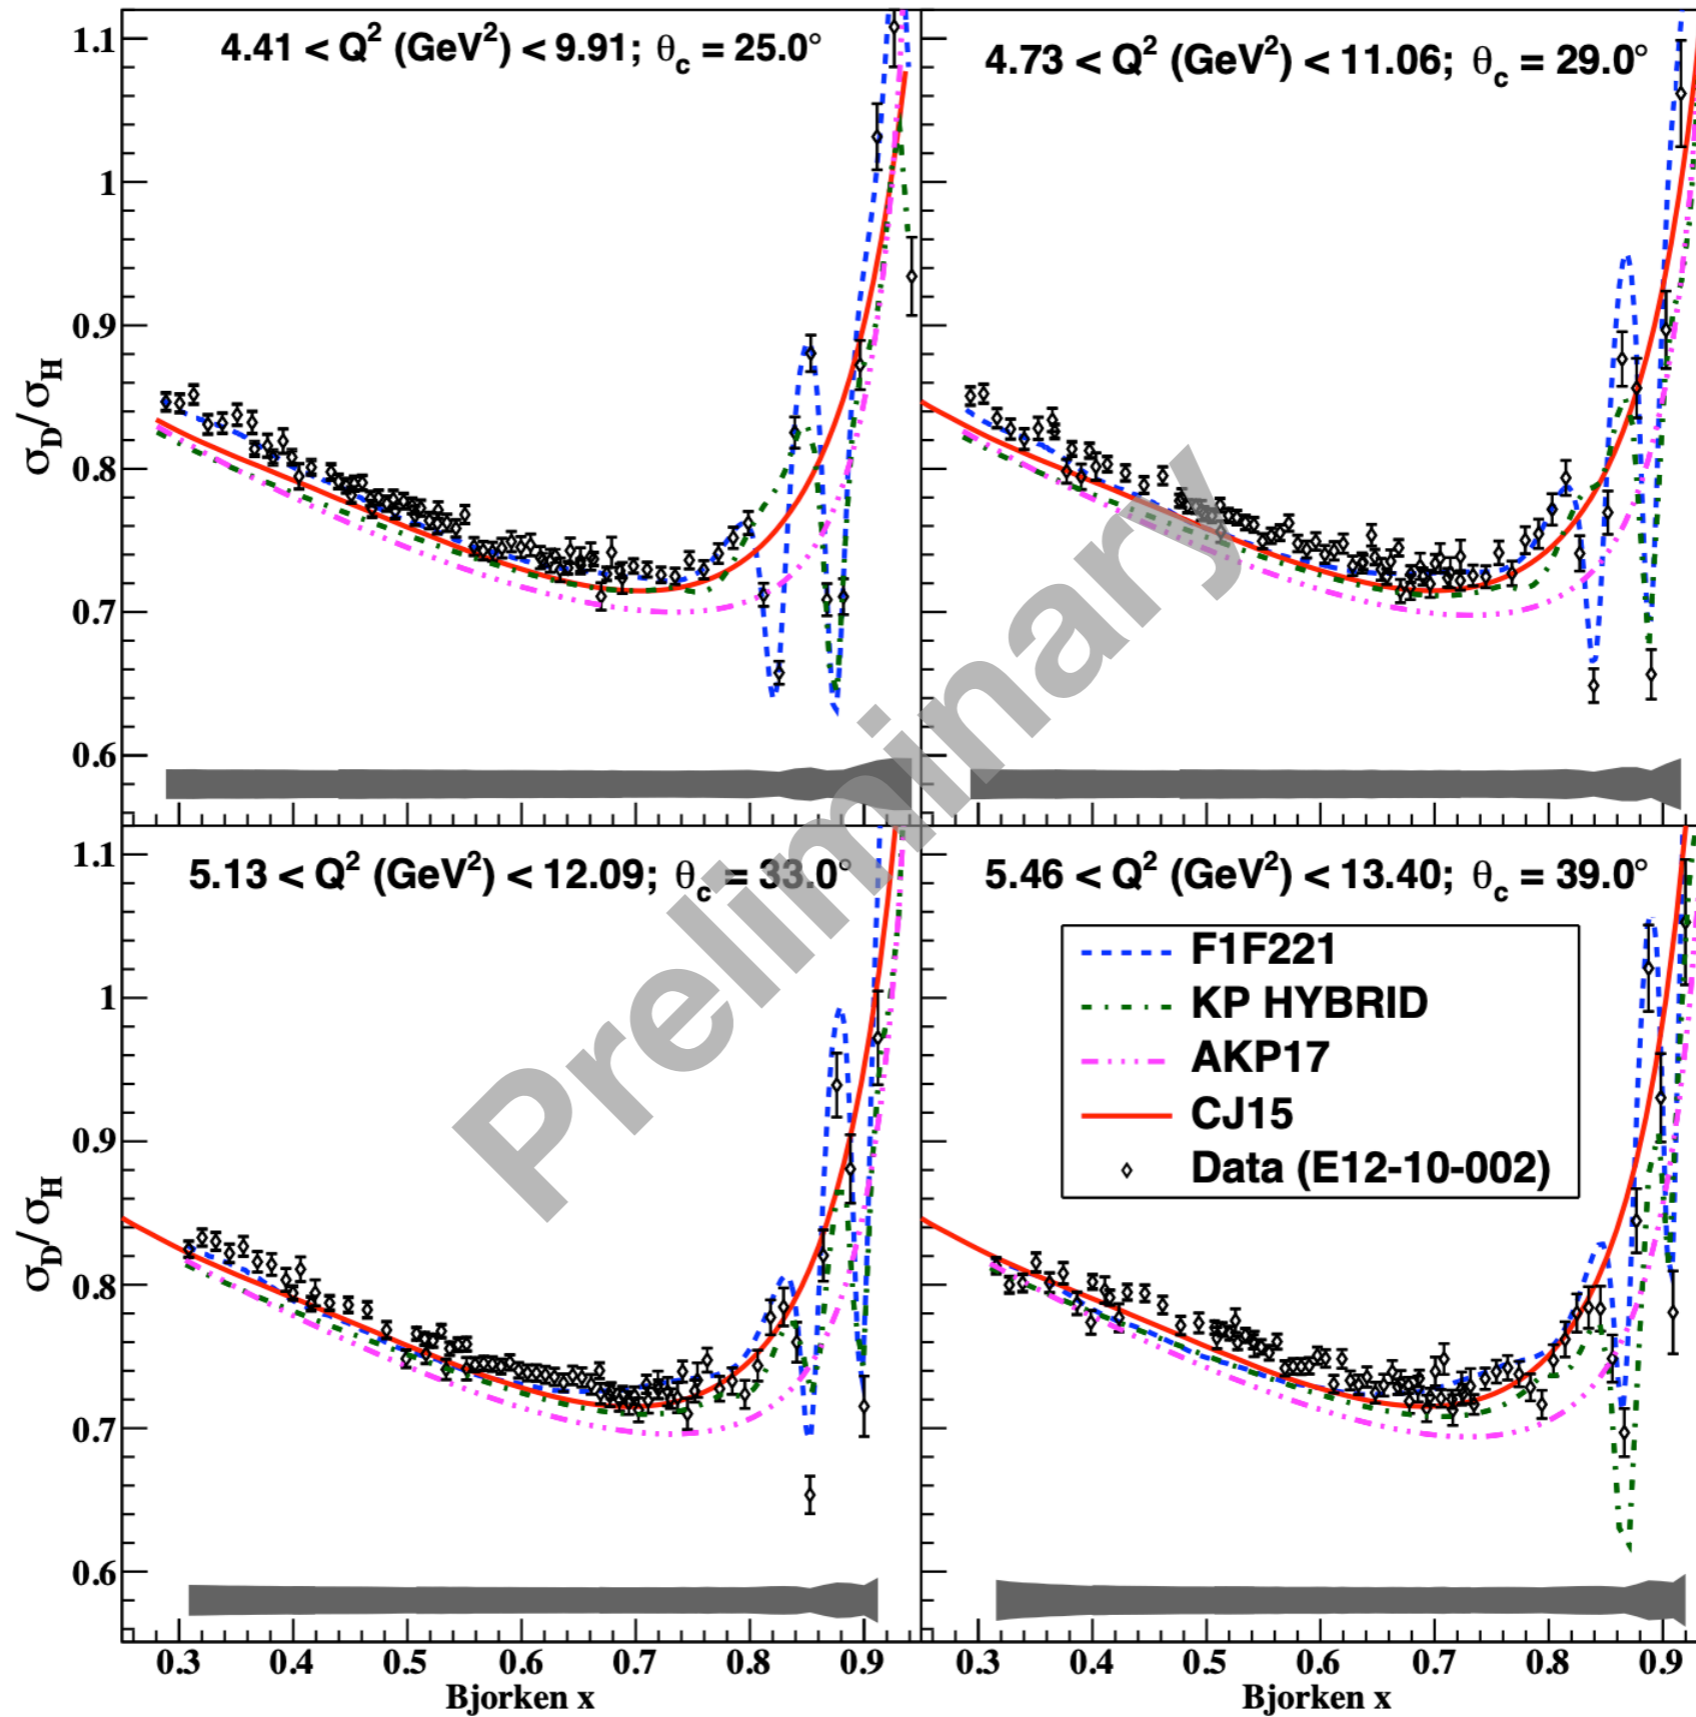 4.41 < Q² (GeV²) < 9.91; θc = 25.0°
4.73 < Q² (GeV²) < 11.06; θc = 29.0°
σD/σH
1.1
1
0.9
0.8
0.7
0.6
5.13 < Q² (GeV²) < 12.09; θc = 33.0°
5.46 < Q² (GeV²) < 13.40; θc = 39.0°
σD/σH
1.1
1
0.9
0.8
0.7
0.6
F1F221
KP HYBRID
AKP17
CJ15
Data (E12-10-002)
0.3 0.4 0.5 0.6 0.7 0.8 0.9
0.3 0.4 0.5 0.6 0.7 0.8 0.9
Bjorken x
Bjorken x
Preliminary